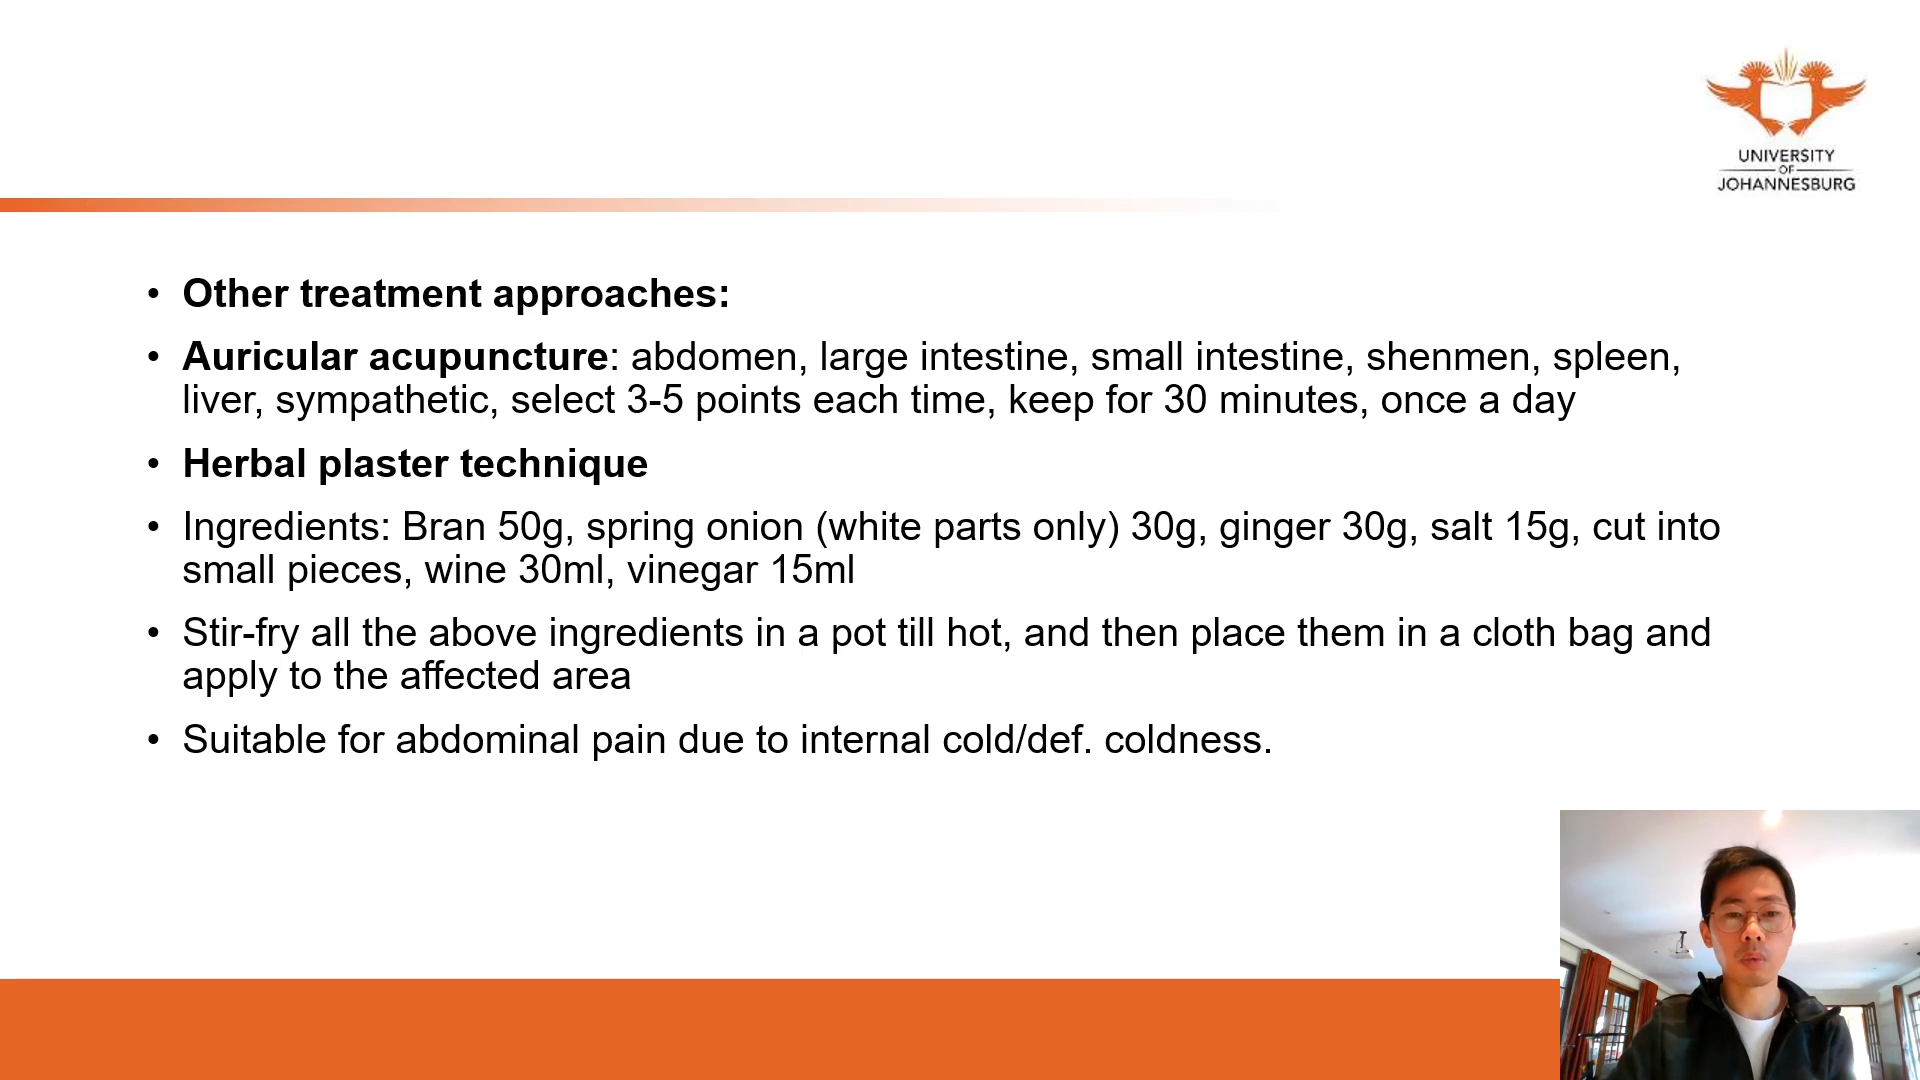 UNIVERSITY
OF
JOHANNESBURG
• Other treatment approaches:
• Auricular acupuncture: abdomen, large intestine, small intestine, shenmen, spleen,
liver, sympathetic, select 3-5 points each time, keep for 30 minutes, once a day
• Herbal plaster technique
• Ingredients: Bran 50g, spring onion (white parts only) 30g, ginger 30g, salt 15g, cut into
small pieces, wine 30ml, vinegar 15ml
• Stir-fry all the above ingredients in a pot till hot, and then place them in a cloth bag and
apply to the affected area
• Suitable for abdominal pain due to internal cold/def. coldness.